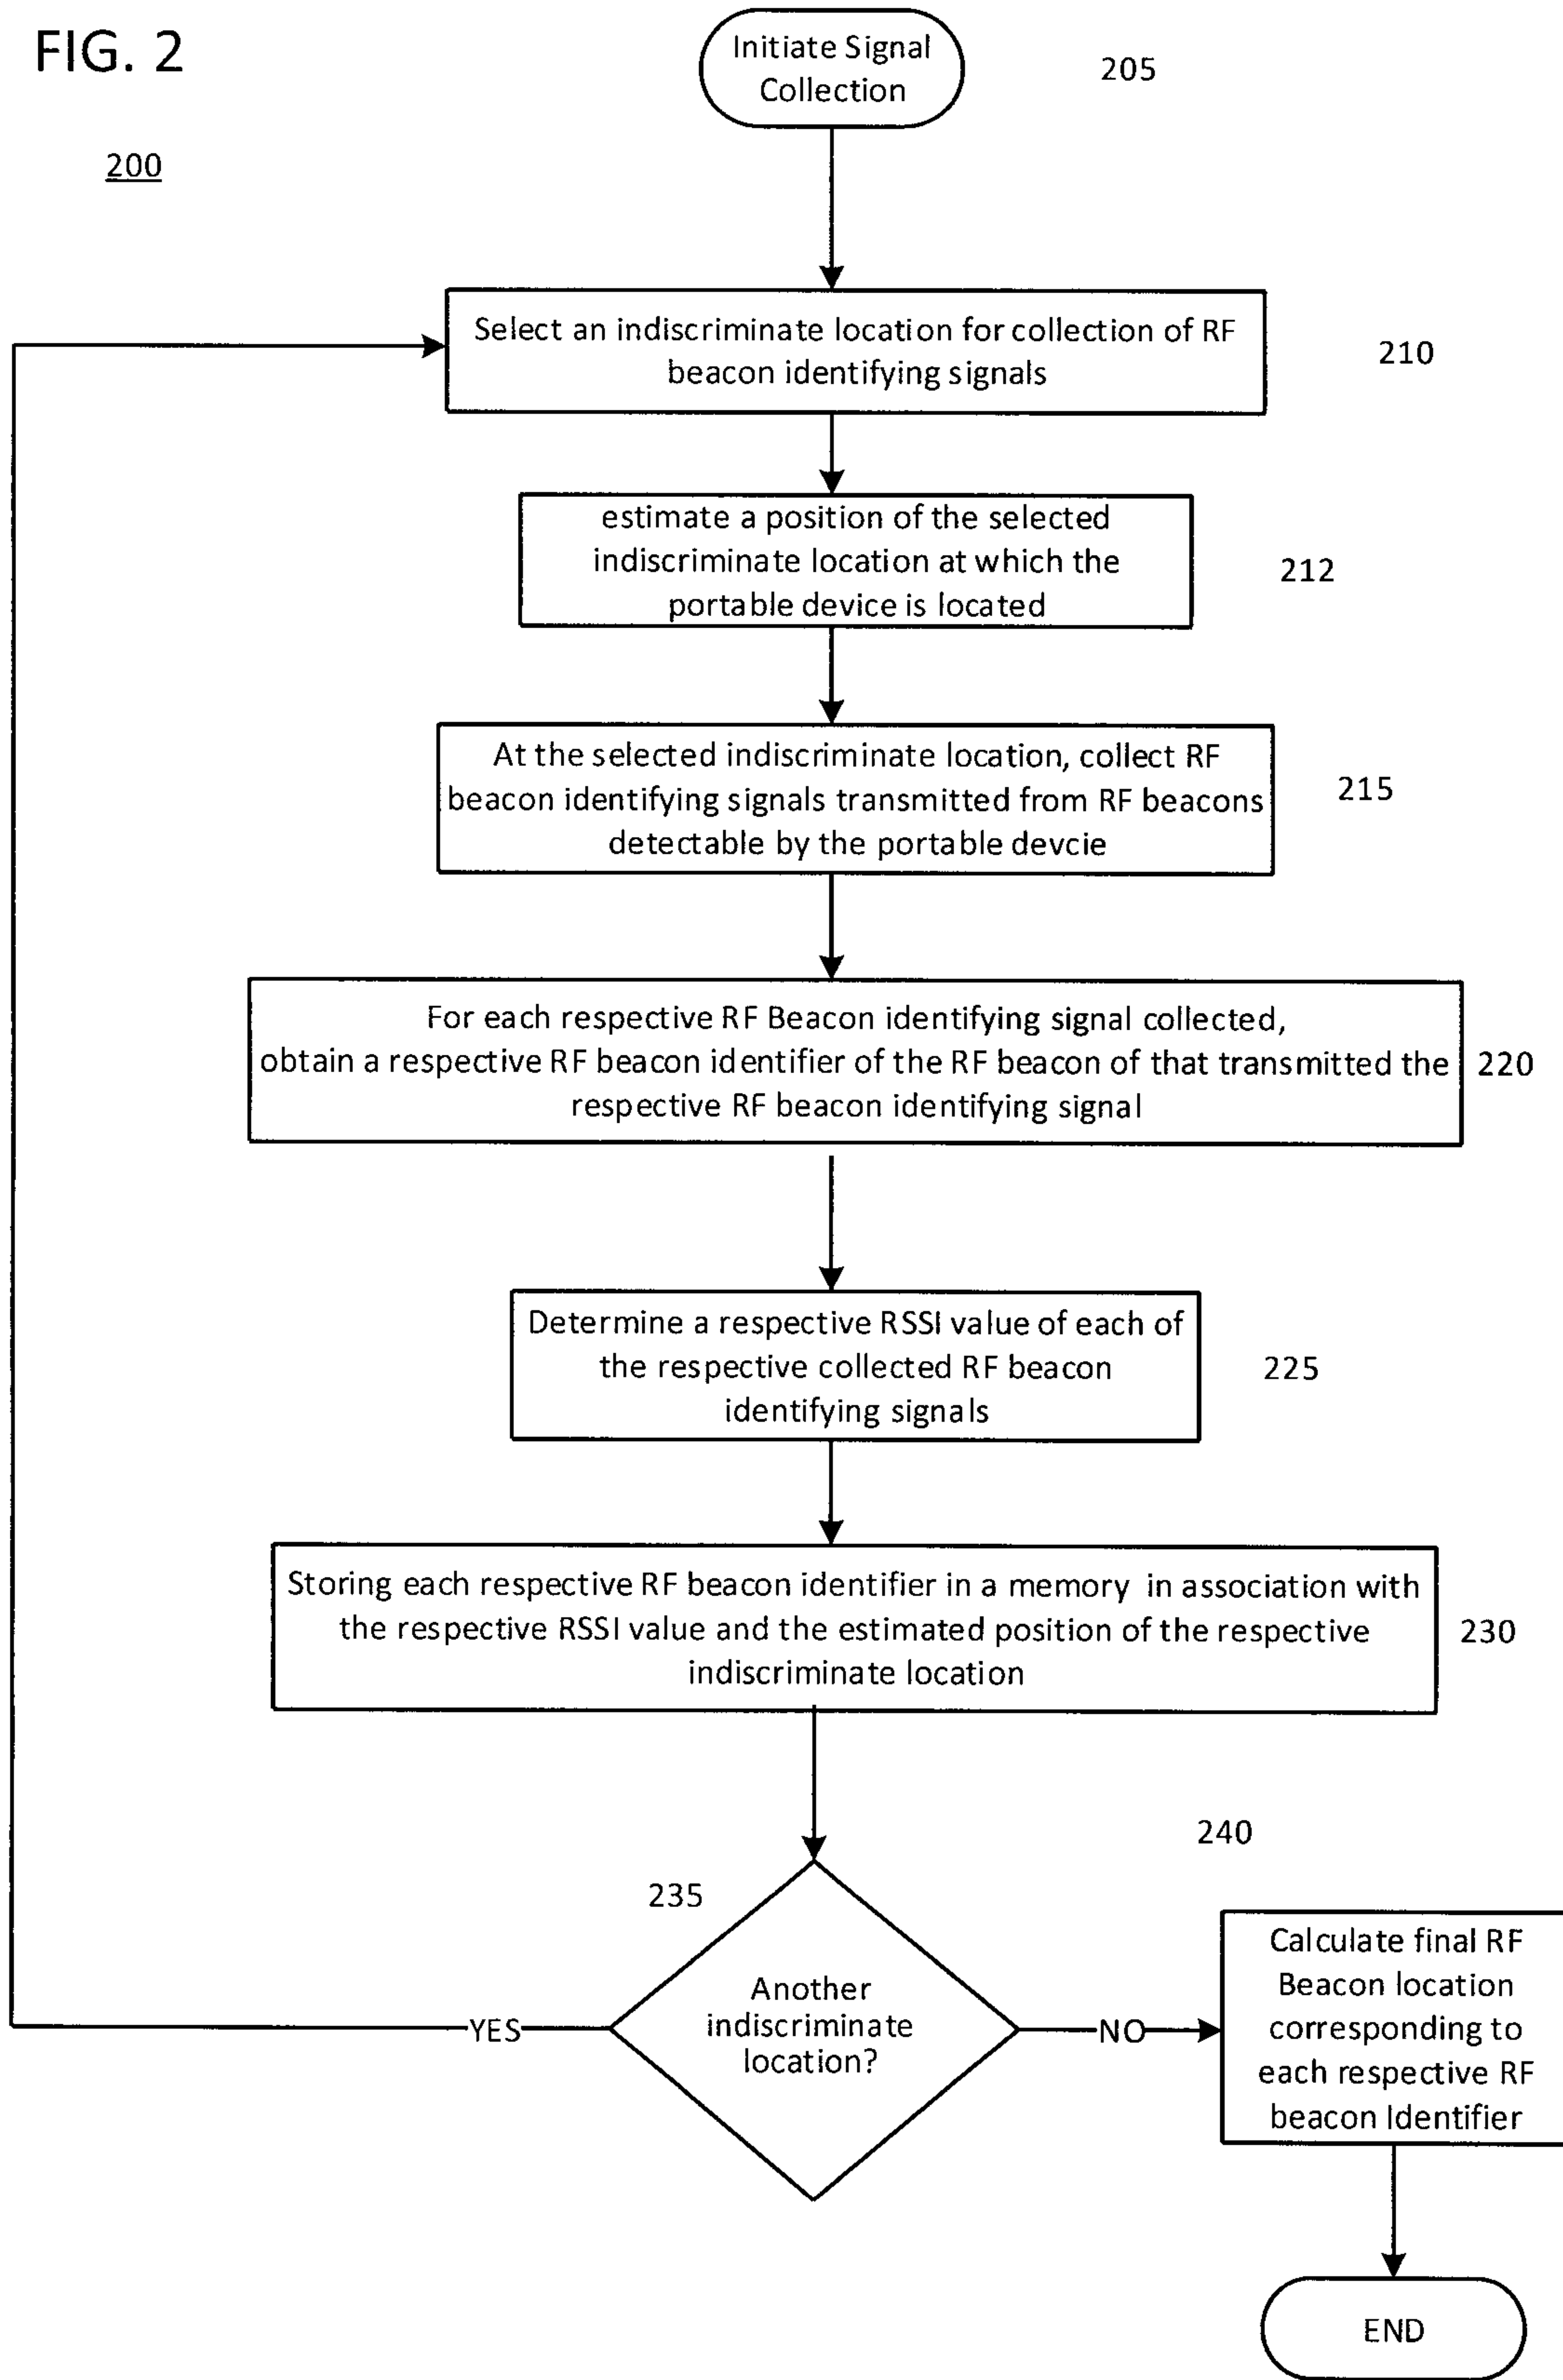 FIG. 2
200
Initiate Signal
Collection
205
Select an indiscriminate location for collection of RF
beacon identifying signals
210
estimate a position of the selected
indiscriminate location at which the
portable device is located
212
At the selected indiscriminate location, collect RF
beacon identifying signals transmitted from RF beacons
detectable by the portable devcie
215
For each respective RF Beacon identifying signal collected,
obtain a respective RF beacon identifier of the RF beacon of that transmitted the
respective RF beacon identifying signal
220
Determine a respective RSSI value of each of
the respective collected RF beacon
identifying signals
225
Storing each respective RF beacon identifier in a memory in association with
the respective RSSI value and the estimated position of the respective
indiscriminate location
230
235
Another
indiscriminate
location?
YES
NO
240
Calculate final RF
Beacon location
corresponding to
each respective RF
beacon Identifier
END